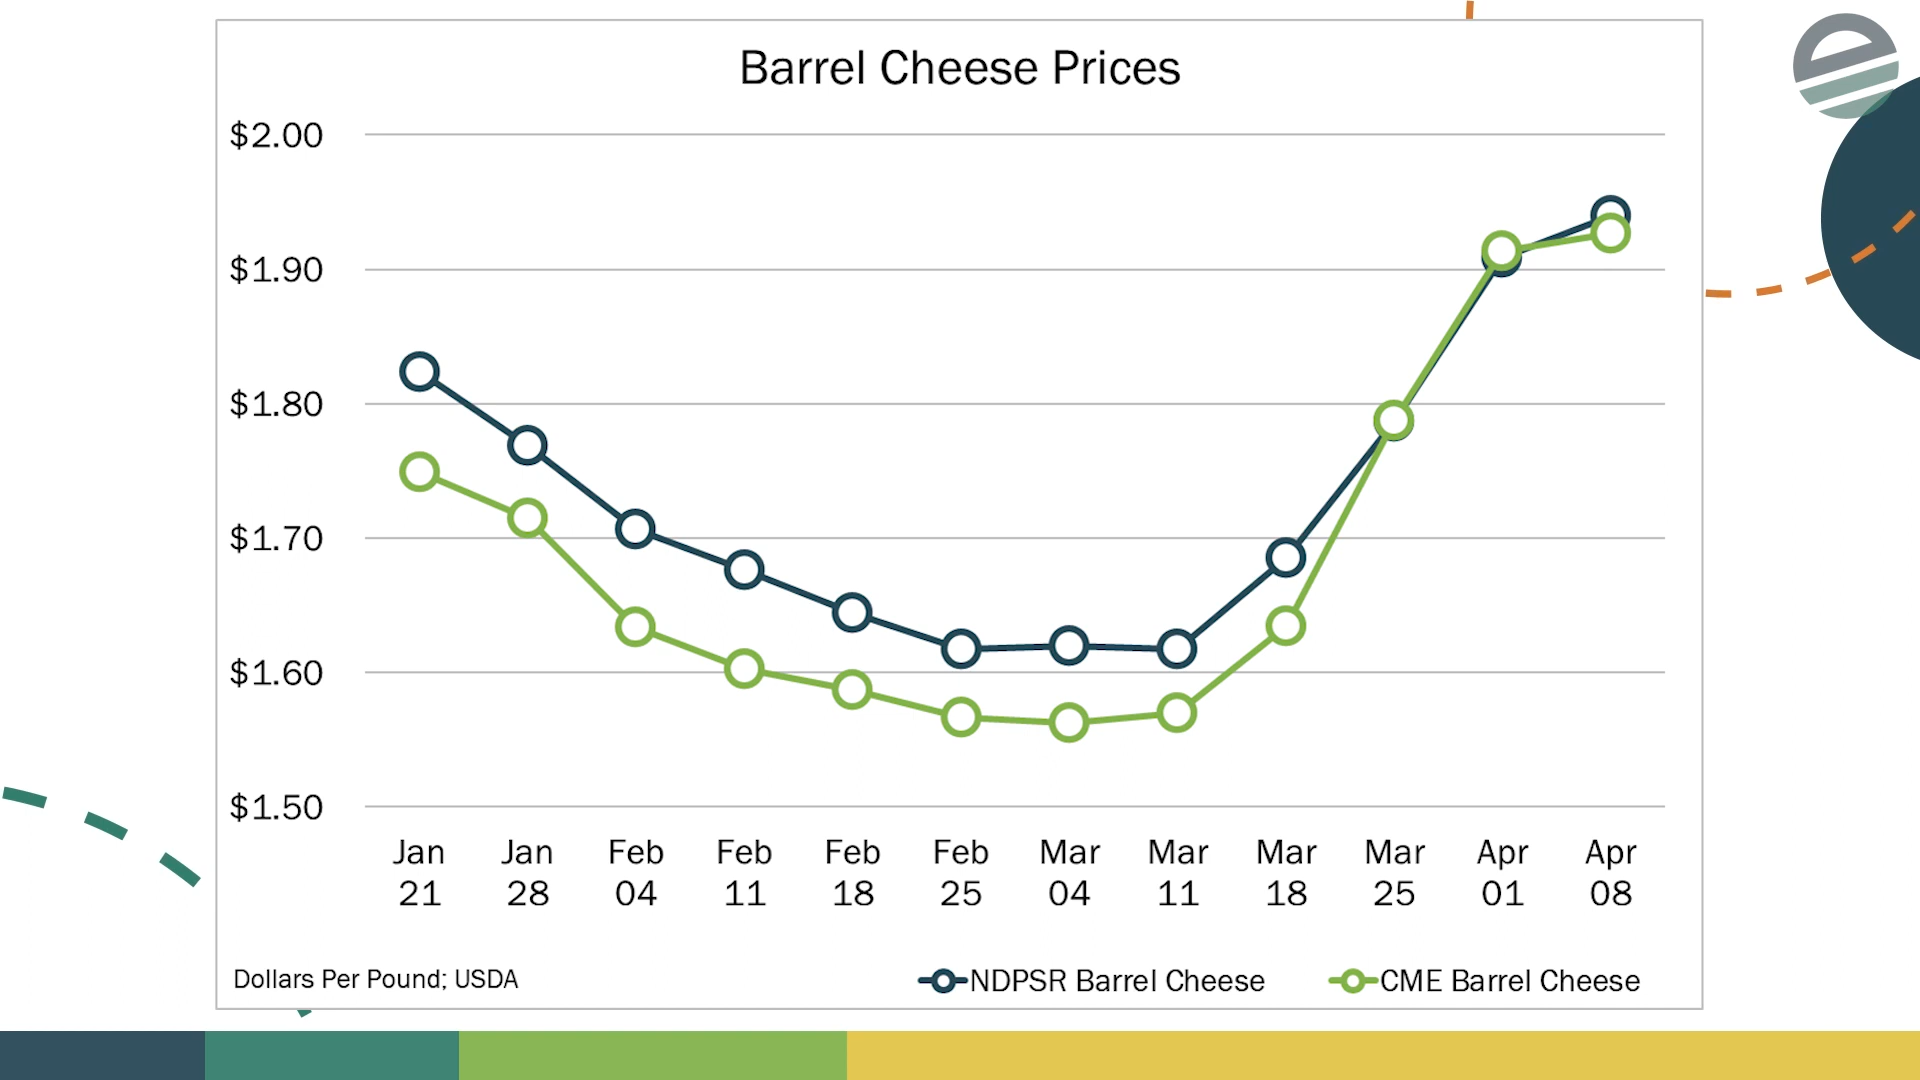 Barrel Cheese Prices
$2.00
$1.90
$1.80
$1.70
$1.60
$1.50
Jan Jan Feb Feb Feb Feb Mar Mar Mar Mar Apr Apr
21 28 04 11 18 25 04 11 18 25 01 08
Dollars Per Pound; USDA
NDPSR Barrel Cheese CME Barrel Cheese